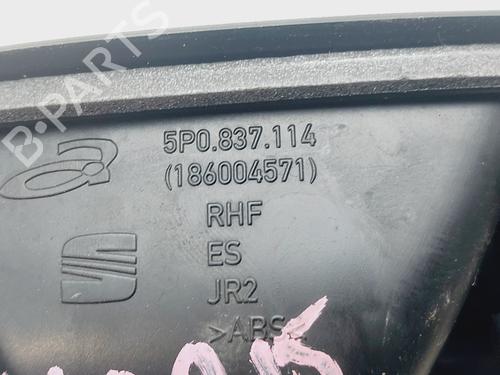 B-PARTS
5P0.837.114
(186004571)
RHF
ES
JR2
>ABS